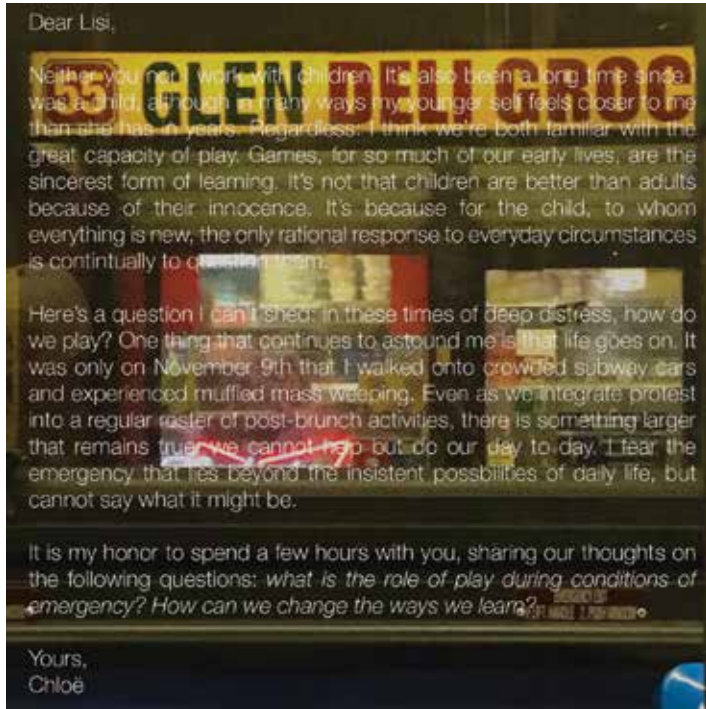 Dear Lisi,
55 GLEN DELI GROC
Neither you nor I work with children. It's also been a long time since I
was a child, although in many ways my younger self feels closer to me
than she has in years. Regardless: I think we're both familiar with the
great capacity of play. Games, for so much of our early lives, are the
sincerest form of learning. It's not that children are better than adults
because of their innocence. It's because for the child, to whom
everything is new, the only rational response to everyday circumstances
is contintually to question them.
Here's a question I can't shed: in these times of deep distress, how do
we play? One thing that continues to astound me is that life goes on. It
was only on November 9th that I walked onto crowded subway cars
and experienced muffled mass weeping. Even as we integrate protest
into a regular roster of post-brunch activities, there is something larger
that remains true: we cannot help but do our day to day. I fear the
emergency that lies beyond the insistent possbilities of daily life, but
cannot say what it might be.
It is my honor to spend a few hours with you, sharing our thoughts on
the following questions: what is the role of play during conditions of
emergency? How can we change the ways we learn?
Yours,
Chloë